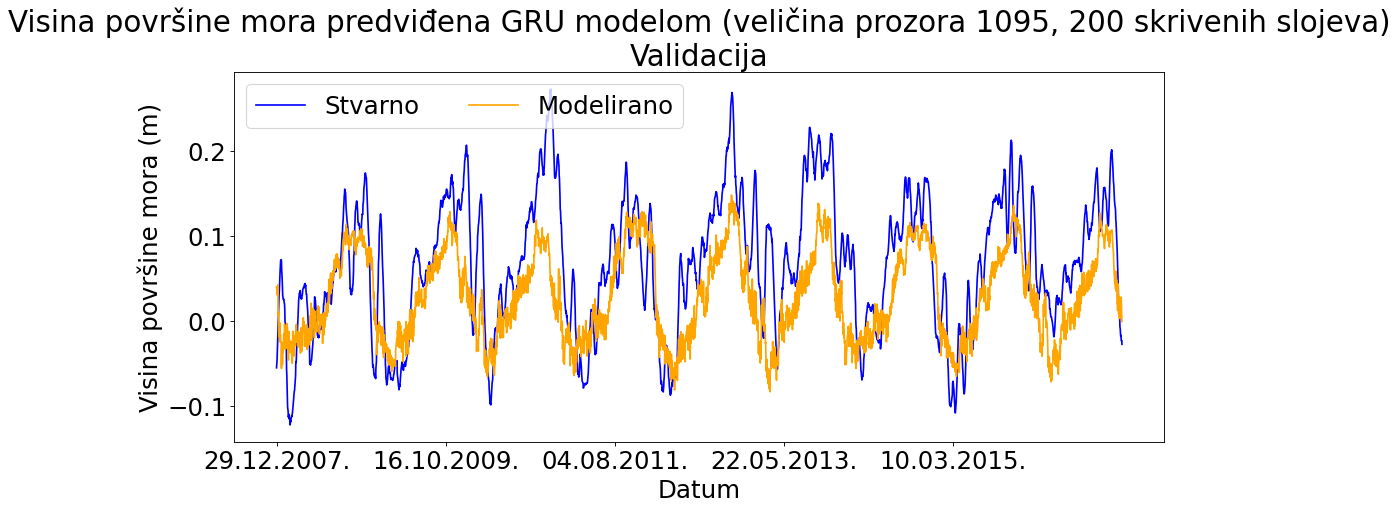 Visina površine mora predviđena GRU modelom (veličina prozora 1095, 200 skrivenih slojeva)
Validacija
Stvarno
Modelirano
Visina površine mora (m)
0.2
0.1
0.0
−0.1
29.12.2007.
16.10.2009.
04.08.2011.
22.05.2013.
10.03.2015.
Datum